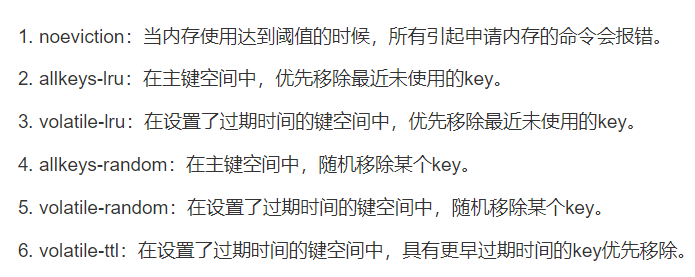 1. noeviction：当内存使用达到阈值的时候，所有引起申请内存的命令会报错。
2. allkeys-lru：在主键空间中，优先移除最近未使用的key。
3. volatile-lru：在设置了过期时间的键空间中，优先移除最近未使用的key。
4. allkeys-random：在主键空间中，随机移除某个key。
5. volatile-random：在设置了过期时间的键空间中，随机移除某个key。
6. volatile-ttl：在设置了过期时间的键空间中，具有更早过期时间的key优先移除。